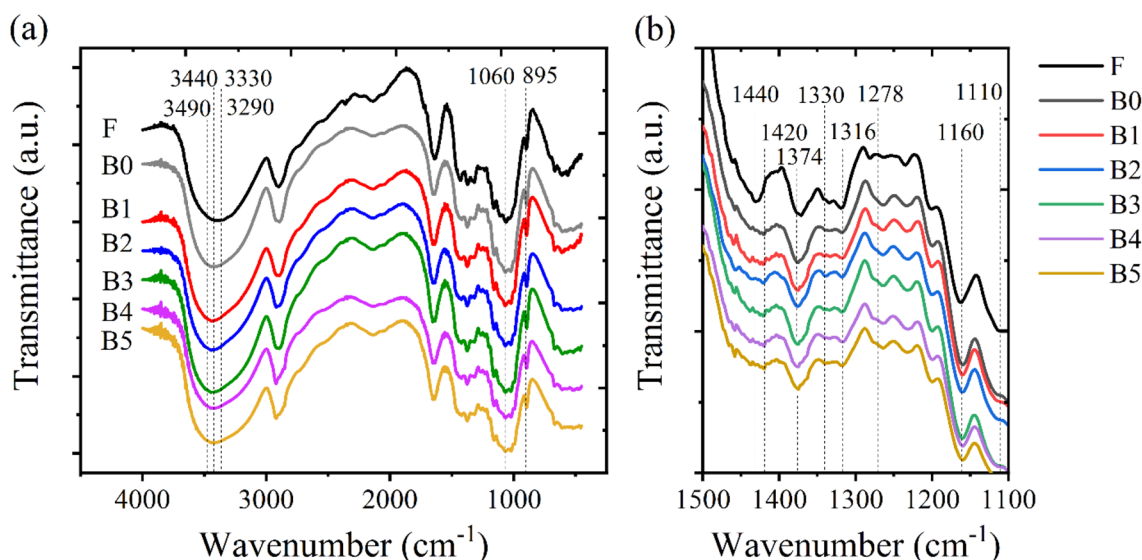 (a)
3440 3330
3490 3290
1060 895
F
B0
B1
B2
B3
B4
B5
Transmittance (a.u.)
4000 3000 2000 1000
Wavenumber (cm-1)
(b)
1440 1330 1278 1110
1420 1316 1160
1374
Transmittance (a.u.)
1500 1400 1300 1200 1100
Wavenumber (cm-1)
F
B0
B1
B2
B3
B4
B5